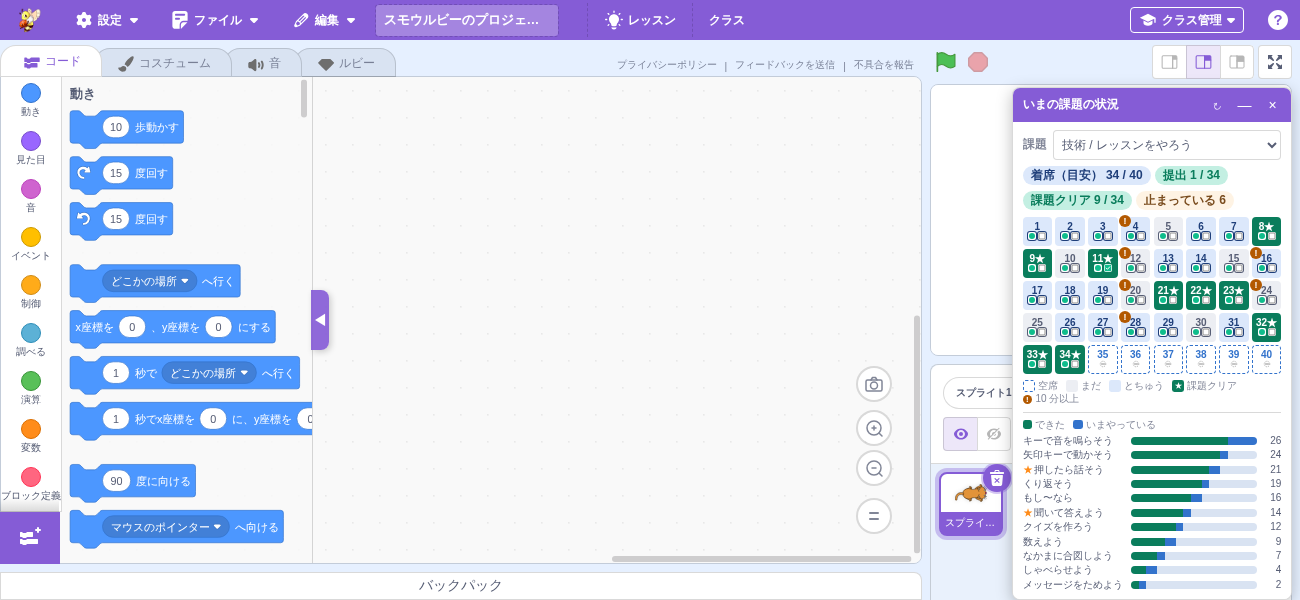 設定
ファイル
編集
スモウルビーのプロジェ…
レッスン
クラス
クラス管理
?
コード
コスチューム
音
ルビー
プライバシーポリシー | フィードバックを送信 | 不具合を報告
動き
見た目
音
イベント
制御
調べる
演算
変数
ブロック定義
動き
10 歩動かす
15 度回す
15 度回す
どこかの場所 へ行く
x座標を 0 、y座標を 0 にする
1 秒で どこかの場所 へ行く
1 秒でx座標を 0 に、y座標を 0
90 度に向ける
マウスのポインター へ向ける
バックパック
スプライト1
スプライ…
いまの課題の状況
課題 技術 / レッスンをやろう
着席（目安） 34 / 40 提出 1 / 34
課題クリア 9 / 34 止まっている 6
1 2 3 ! 4 5 6 7 8★
9★ 10 11★ ! 12 13 14 15 ! 16
17 18 19 ! 20 21★ 22★ 23★ ! 24
25 26 27 ! 28 29 30 31 32★
33★ 34★ 35 36 37 38 39 40
空席 まだ とちゅう ★ 課題クリア
! 10 分以上
できた いまやっている
キーで音を鳴らそう 26
矢印キーで動かそう 24
★押したら話そう 21
くり返そう 19
もし〜なら 16
★聞いて答えよう 14
クイズを作ろう 12
数えよう 9
なかまに合図しよう 7
しゃべらせよう 4
メッセージをためよう 2